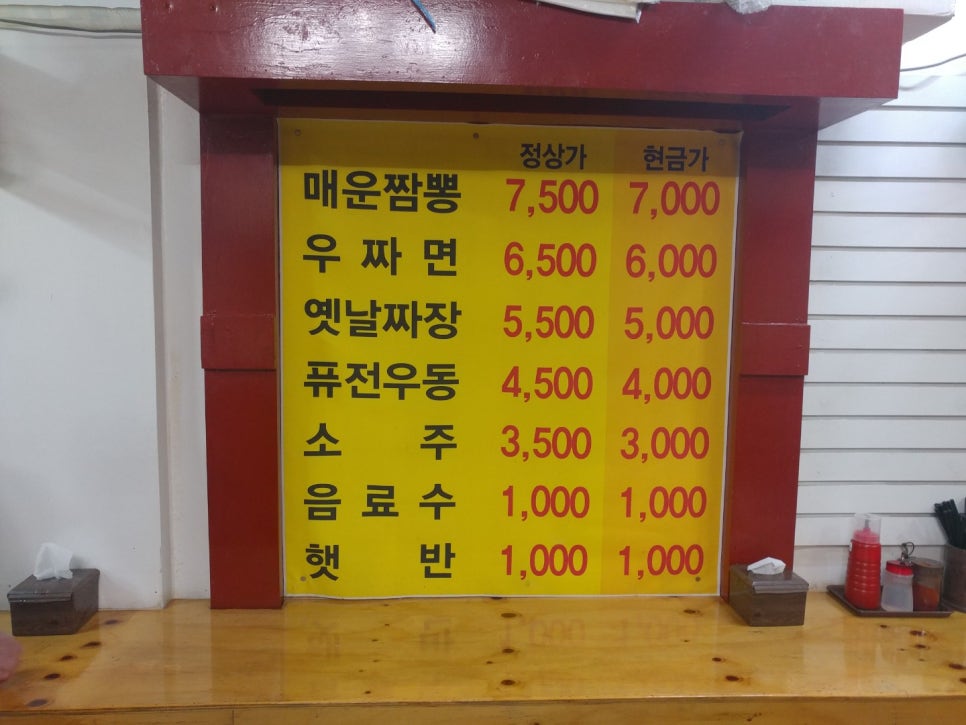 정상가 현금가
매운짬뽕 7,500 7,000
우짜면 6,500 6,000
옛날짜장 5,500 5,000
퓨전우동 4,500 4,000
소주 3,500 3,000
음료수 1,000 1,000
햇반 1,000 1,000